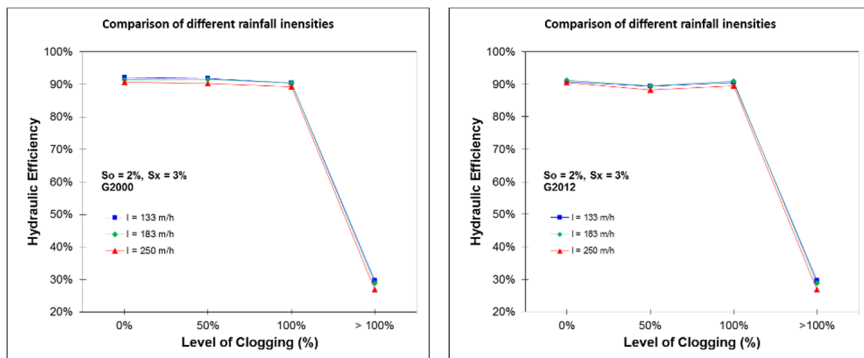 Comparison of different rainfall inensities
100%
90%
80%
70%
60%
50%
40%
30%
20%
Hydraulic Efficiency
So = 2%, Sx = 3%
G2000
I = 133 m/h
I = 183 m/h
I = 250 m/h
0% 50% 100% > 100%
Level of Clogging (%)
Comparison of different rainfall inensities
100%
90%
80%
70%
60%
50%
40%
30%
20%
Hydraulic Efficiency
So = 2%, Sx = 3%
G2012
I = 133 m/h
I = 183 m/h
I = 250 m/h
0% 50% 100% >100%
Level of Clogging (%)